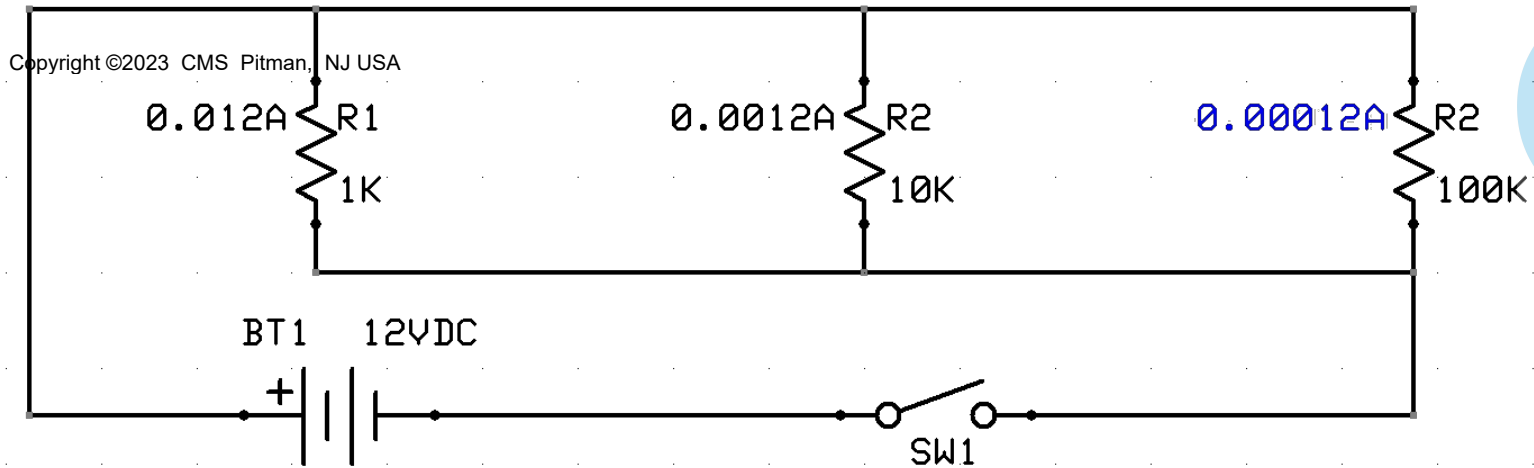 Copyright ©2023 CMS Pitman, NJ USA
0.012A R1 0.0012A R2 0.00012A R2
1K 10K 100K
BT1 12VDC
+
SW1